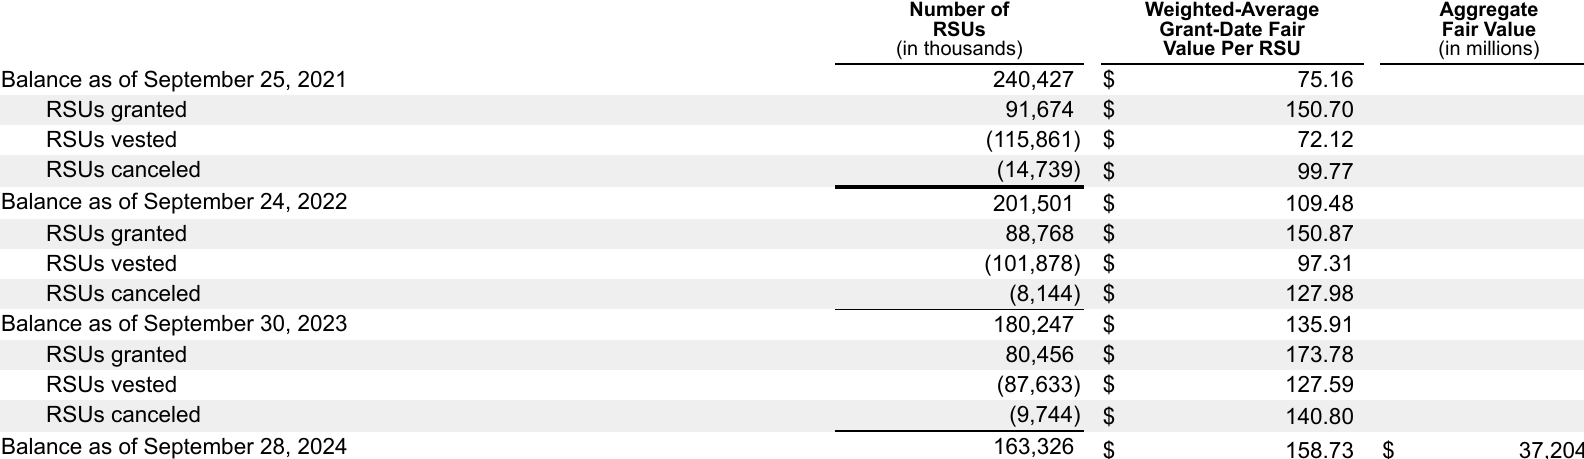 Number of RSUs (in thousands) Weighted-Average Grant-Date Fair Value Per RSU Aggregate Fair Value (in millions)
Balance as of September 25, 2021 240,427 $ 75.16
RSUs granted 91,674 $ 150.70
RSUs vested (115,861) $ 72.12
RSUs canceled (14,739) $ 99.77
Balance as of September 24, 2022 201,501 $ 109.48
RSUs granted 88,768 $ 150.87
RSUs vested (101,878) $ 97.31
RSUs canceled (8,144) $ 127.98
Balance as of September 30, 2023 180,247 $ 135.91
RSUs granted 80,456 $ 173.78
RSUs vested (87,633) $ 127.59
RSUs canceled (9,744) $ 140.80
Balance as of September 28, 2024 163,326 $ 158.73 $ 37,204